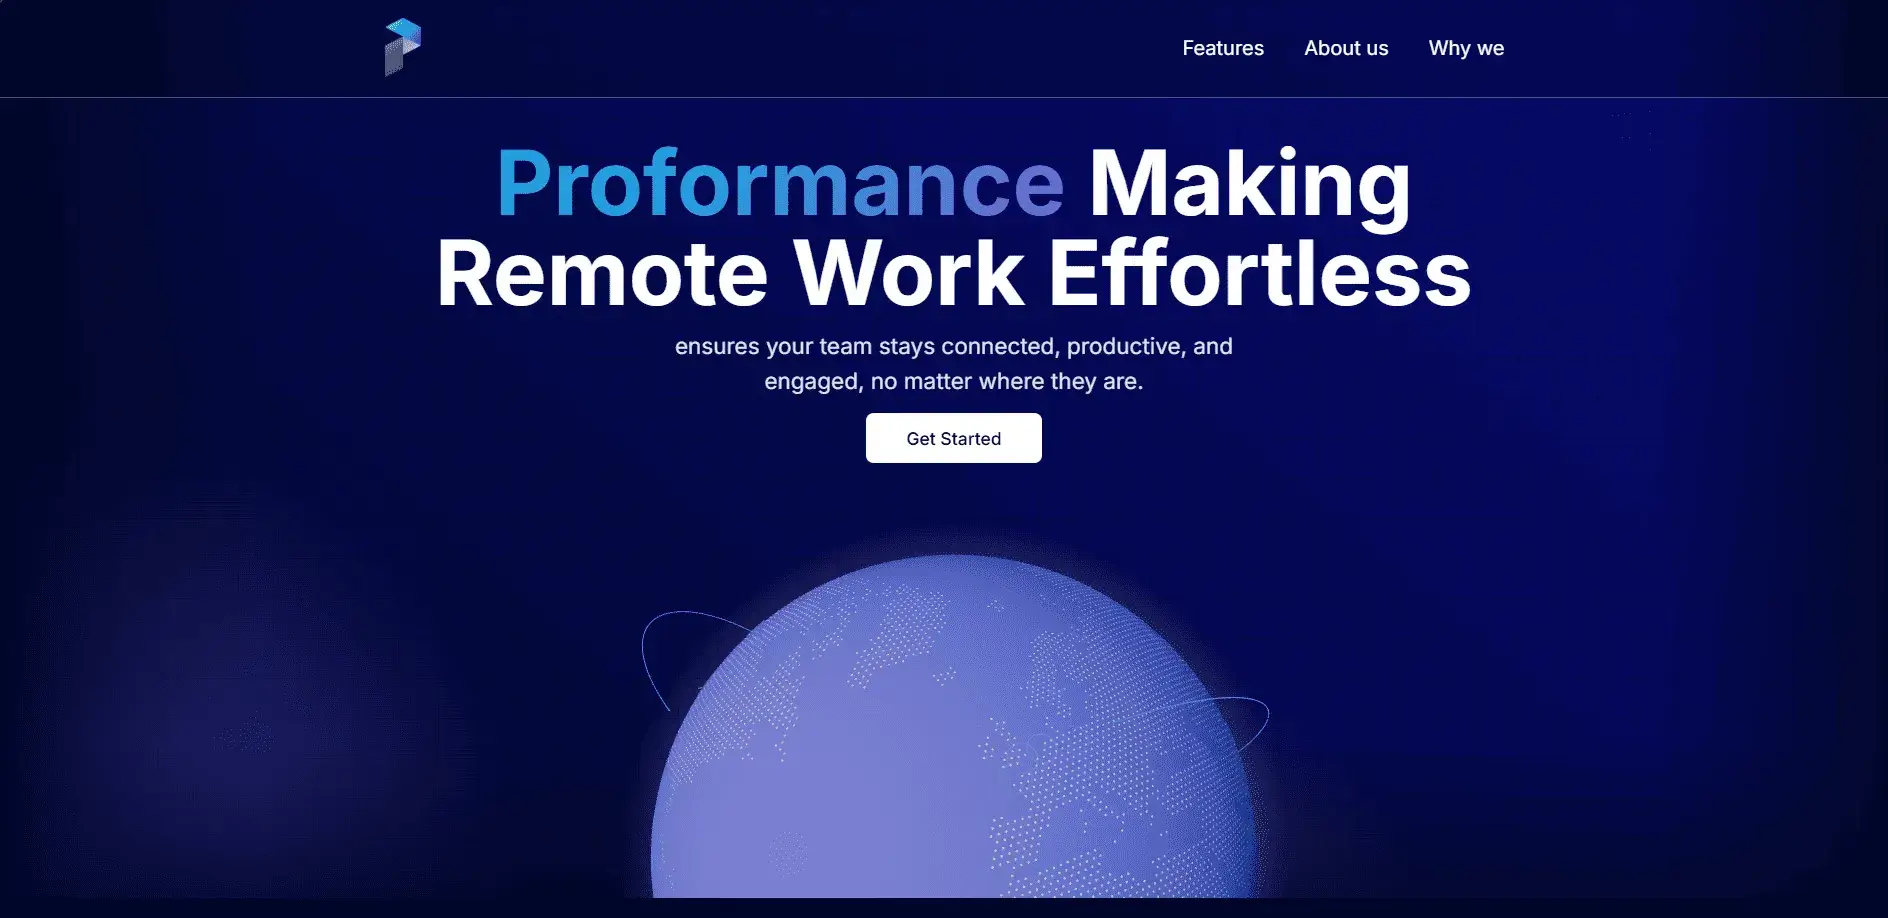 Features
About us
Why we
Proformance Making
Remote Work Effortless
ensures your team stays connected, productive, and
engaged, no matter where they are.
Get Started